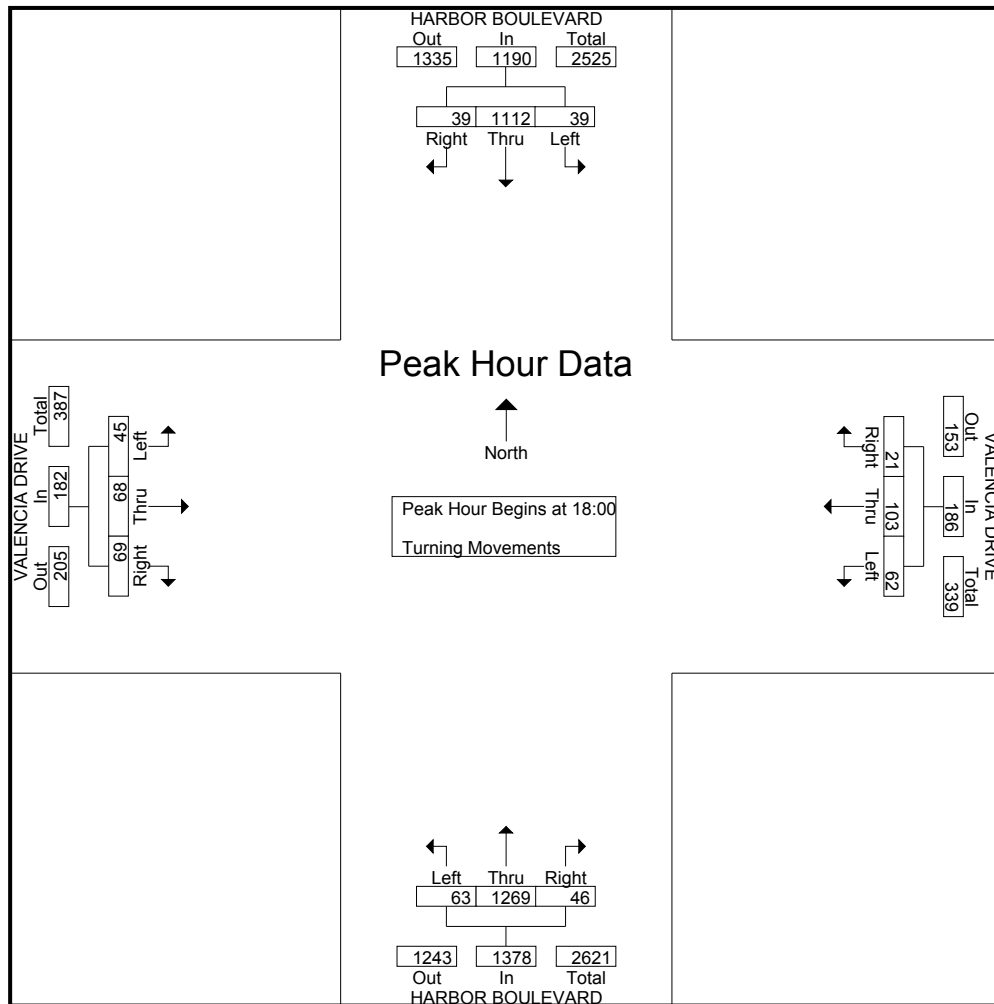 HARBOR BOULEVARD
Out In Total
1335 1190 2525
39 1112 39
Right Thru Left
Peak Hour Data
North
Peak Hour Begins at 18:00
Turning Movements
VALENCIA DRIVE
Out In Total
205 182 387
45 68 69
Left Thru Right
VALENCIA DRIVE
Out In Total
153 186 339
21 103 62
Right Thru Left
Left Thru Right
63 1269 46
1243 1378 2621
Out In Total
HARBOR BOULEVARD